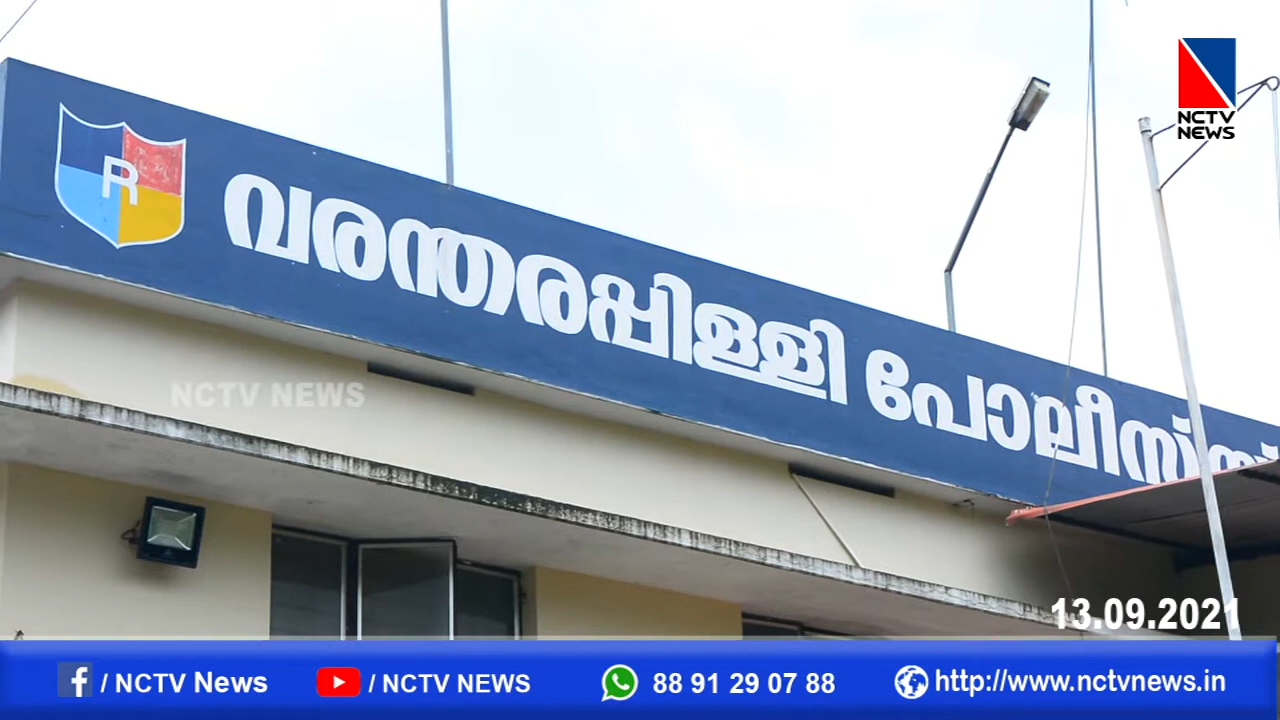 NCTV
NEWS
R
വരന്തരപ്പിള്ളി പോലീസ്
NCTV NEWS
13.09.2021
/ NCTV News / NCTV NEWS 88 91 29 07 88 http://www.nctvnews.in